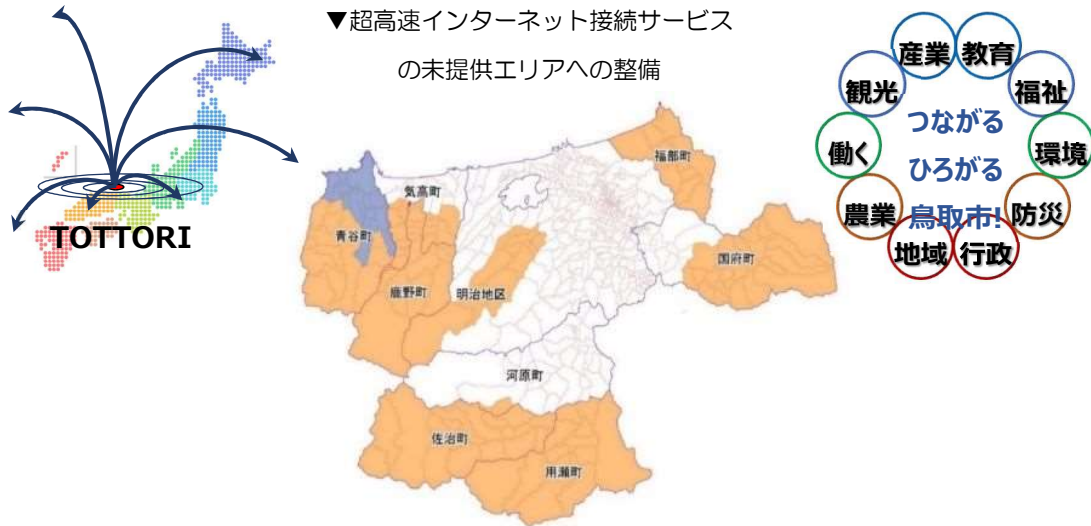 ▼超高速インターネット接続サービス
の未提供エリアへの整備
TOTTORI
福部町
気高町
青谷町
国府町
鹿野町
明治地区
河原町
佐治町
用瀬町
産業
教育
観光
福祉
つながる
働く
ひろがる
環境
農業
鳥取市!
防災
地域
行政